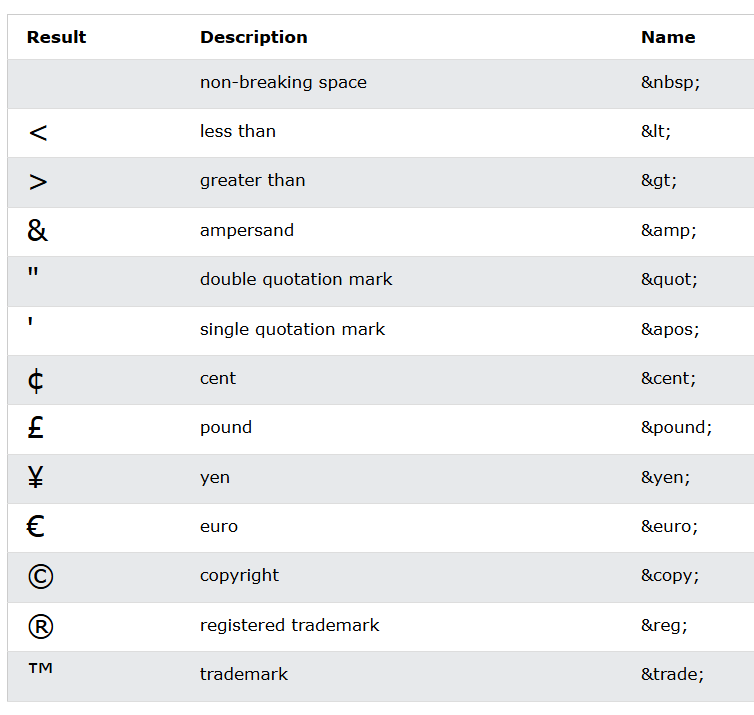 Result Description Name
non-breaking space &nbsp;
< less than &lt;
> greater than &gt;
& ampersand &amp;
" double quotation mark &quot;
' single quotation mark &apos;
¢ cent &cent;
£ pound &pound;
¥ yen &yen;
€ euro &euro;
© copyright &copy;
® registered trademark &reg;
™ trademark &trade;